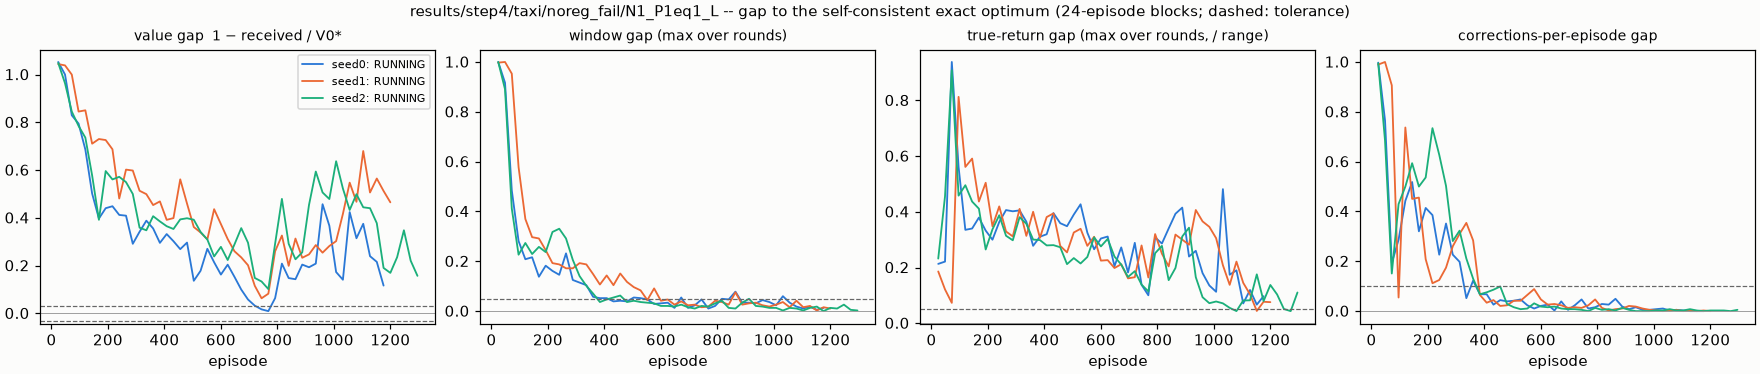 results/step4/taxi/noreg_fail/N1_P1eq1_L -- gap to the self-consistent exact optimum (24-episode blocks; dashed: tolerance)
value gap 1 − received / V0*
window gap (max over rounds)
true-return gap (max over rounds, / range)
corrections-per-episode gap
seed0: RUNNING
seed1: RUNNING
seed2: RUNNING
1.0
0.8
0.6
0.4
0.2
0.0
0 200 400 600 800 1000 1200
episode
1.0
0.8
0.6
0.4
0.2
0.0
0 200 400 600 800 1000 1200
episode
0.8
0.6
0.4
0.2
0.0
0 200 400 600 800 1000 1200
episode
1.0
0.8
0.6
0.4
0.2
0.0
0 200 400 600 800 1000 1200
episode